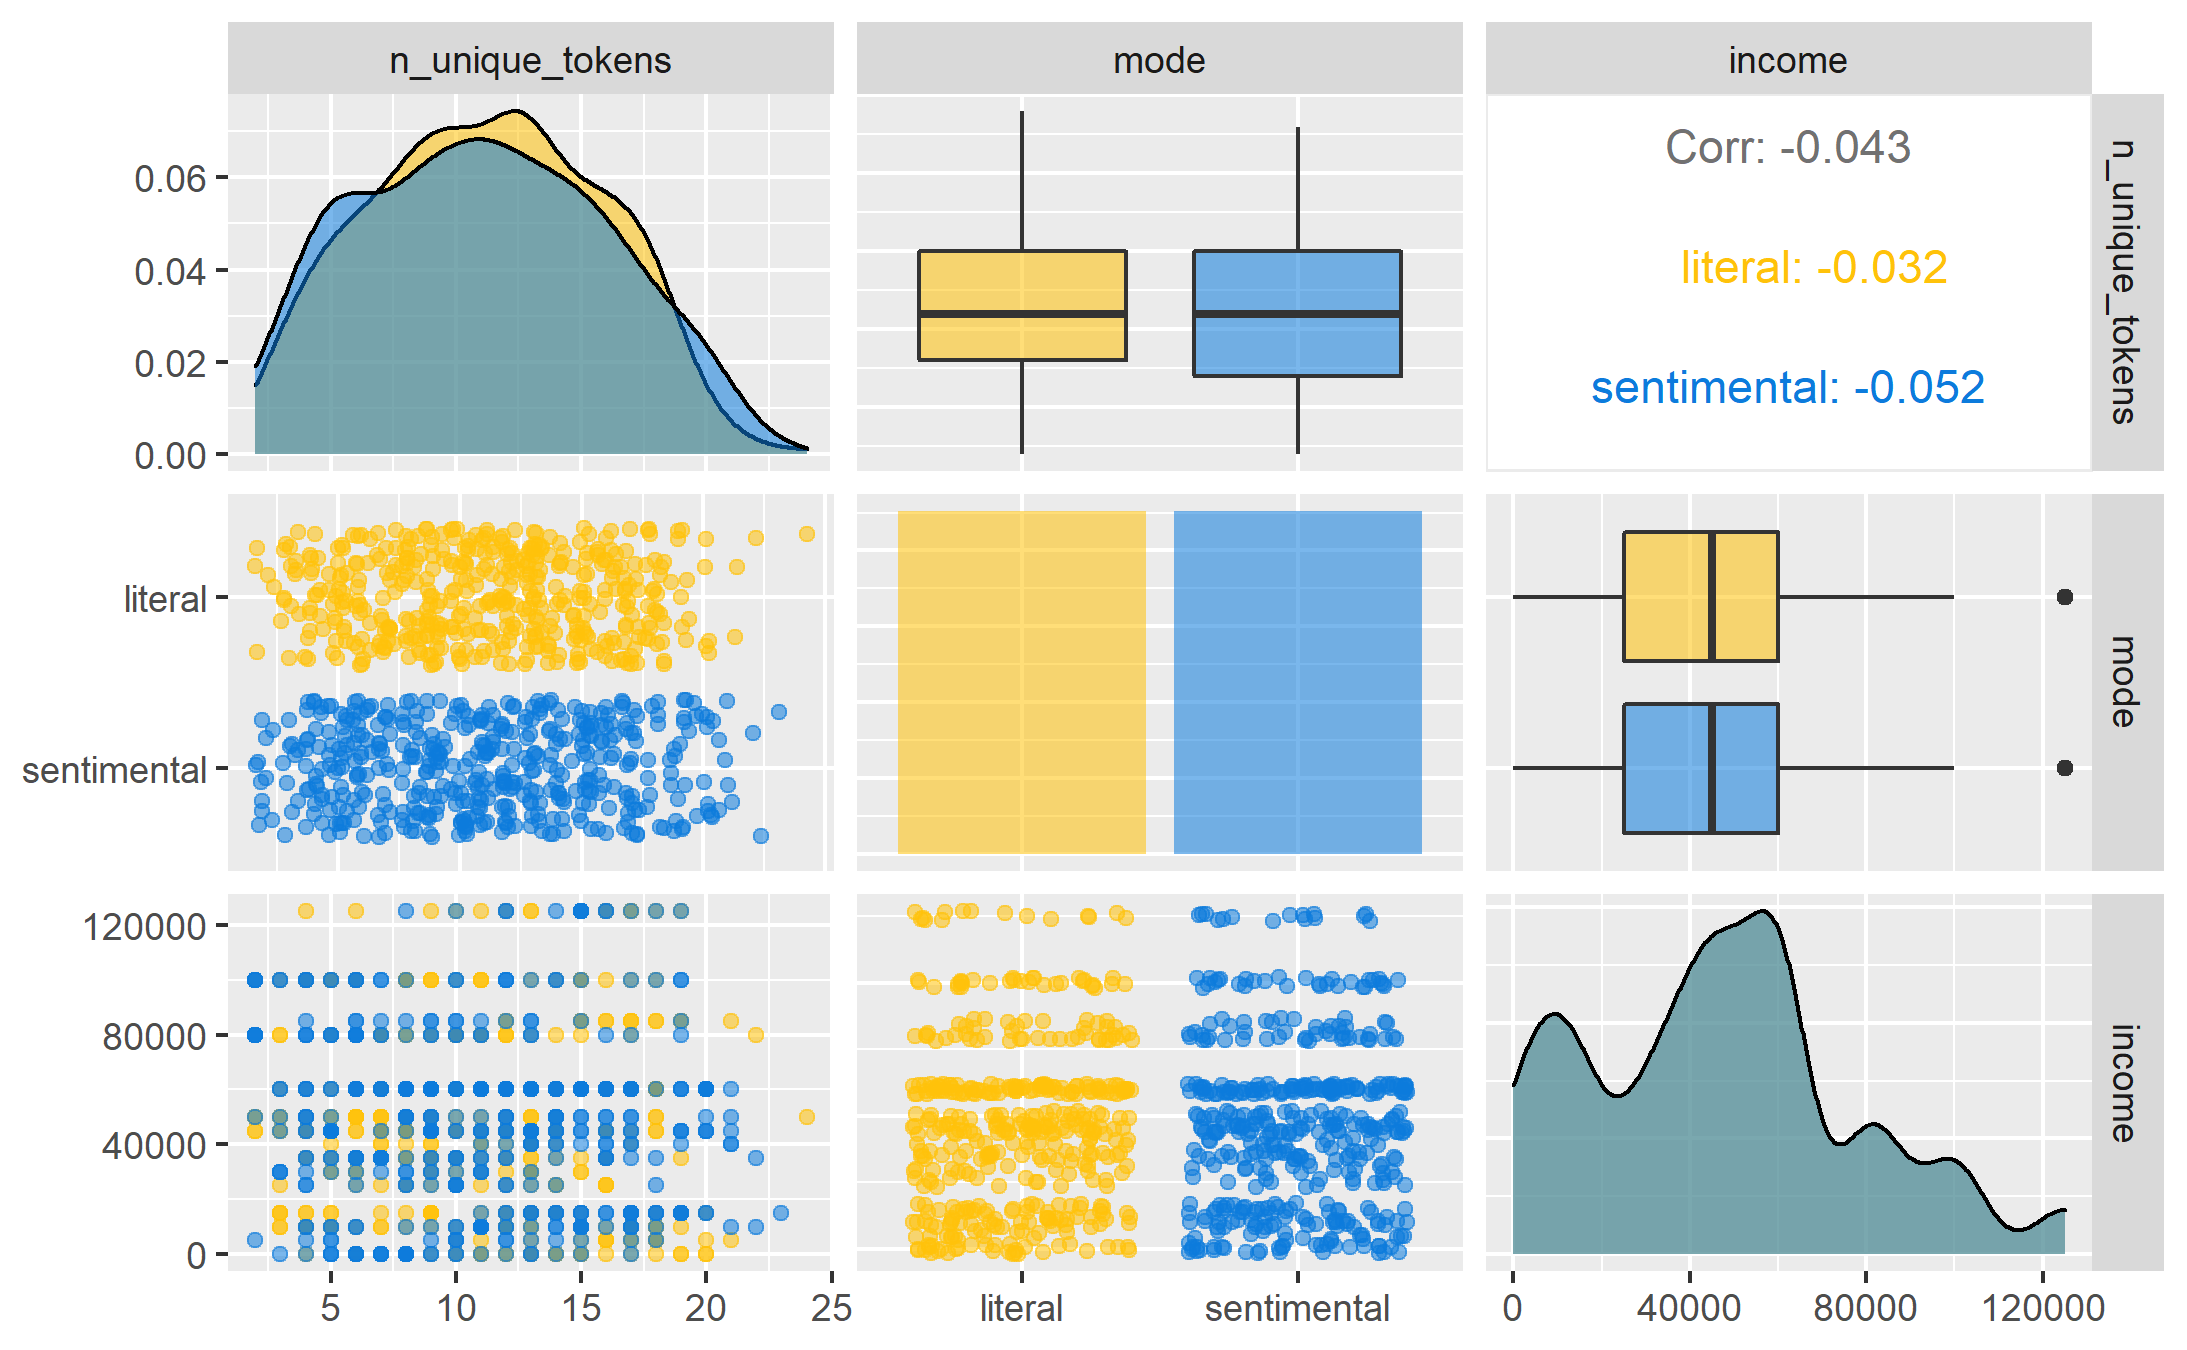 n_unique_tokens
mode
income
0.06
0.04
0.02
0.00
Corr: -0.043
literal: -0.032
sentimental: -0.052
n_unique_tokens
literal
sentimental
mode
120000
80000
40000
0
income
5 10 15 20 25
literal sentimental
0 40000 80000 120000